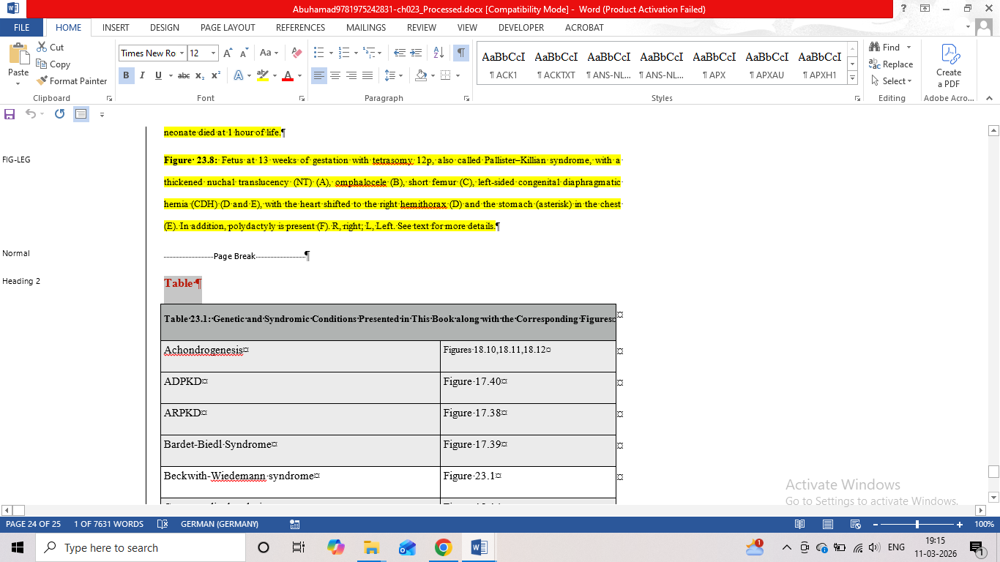 Abuhamad9781975242831-ch023_Processed.docx [Compatibility Mode] - Word (Product Activation Failed)
FILE HOME INSERT DESIGN PAGE LAYOUT REFERENCES MAILINGS REVIEW VIEW DEVELOPER ACROBAT
Cut
Copy
Format Painter
Paste
Times New Ro 12
AaBbCcI AaBbCcI AaBbCcI AaBbCcI AaBbCcI AaBbCcI AaBbCcI
¶ ACK1 ¶ ACKTXT ¶ ANS-NL... ¶ ANS-NL... ¶ APX ¶ APXAU ¶ APXH1
Find
Replace
Select
Create
a PDF
Clipboard Font Paragraph Styles Editing Adobe Acro...
neonate died at 1 hour of life.¶
FIG-LEG
Figure 23.8: Fetus at 13 weeks of gestation with tetrasomy 12p, also called Pallister–Killian syndrome, with a
thickened nuchal translucency (NT) (A), omphalocele (B), short femur (C), left-sided congenital diaphragmatic
hernia (CDH) (D and E), with the heart shifted to the right hemithorax (D) and the stomach (asterisk) in the chest
(E). In addition, polydactyly is present (F). R, right; L, Left. See text for more details.¶
Normal
Page Break ¶
Heading 2
Table ¶
Table 23.1: Genetic and Syndromic Conditions Presented in This Book along with the Corresponding Figures
Achondrogenesis Figures 18.10,18.11,18.12
ADPKD Figure 17.40
ARPKD Figure 17.38
Bardet-Biedl Syndrome Figure 17.39
Beckwith-Wiedemann syndrome Figure 23.1
Activate Windows
Go to Settings to activate Windows.
PAGE 24 OF 25 1 OF 7631 WORDS GERMAN (GERMANY) 100%
Type here to search
ENG
19:15
11-03-2026